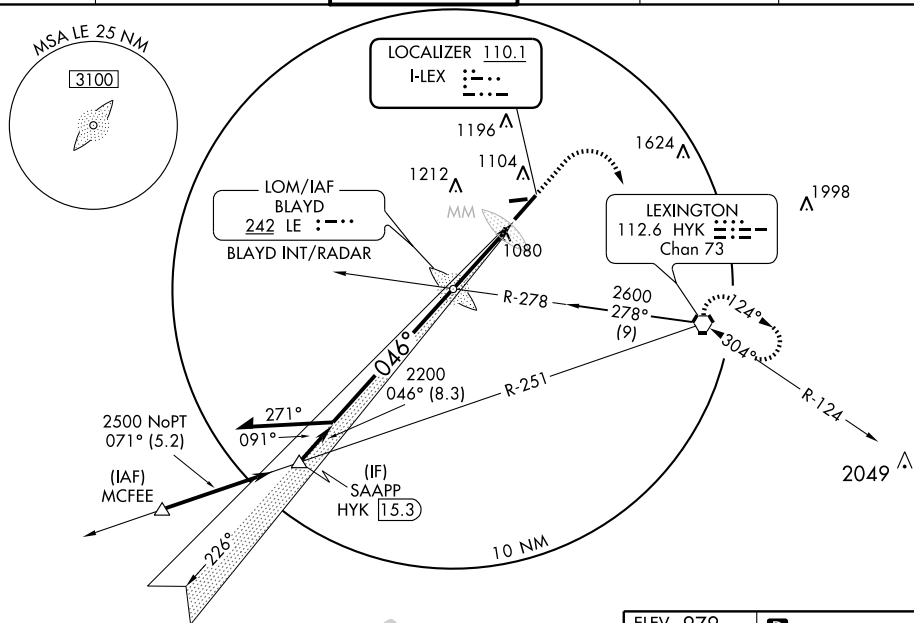 MSA LE 25 NM
3100
LOCALIZER 110.1
I-LEX
1196
1624
1104
1212
1998
MM
LOM/IAF
BLAYD
242 LE
LEXINGTON
112.6 HYK
Chan 73
BLAYD INT/RADAR
1080
R-278
2600
278°
(9)
124°
304°
046°
2200
046° (8.3)
R-251
R-124
271°
091°
2500 NoPT
071° (5.2)
(IAF)
MCFEE
(IF)
SAAPP
HYK 15.3
2049
226°
10 NM
ELEV 979
D